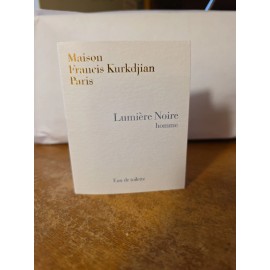 Maison
Francis Kurkdjian
Paris
Lumière Noire
homme
Eau de toilette